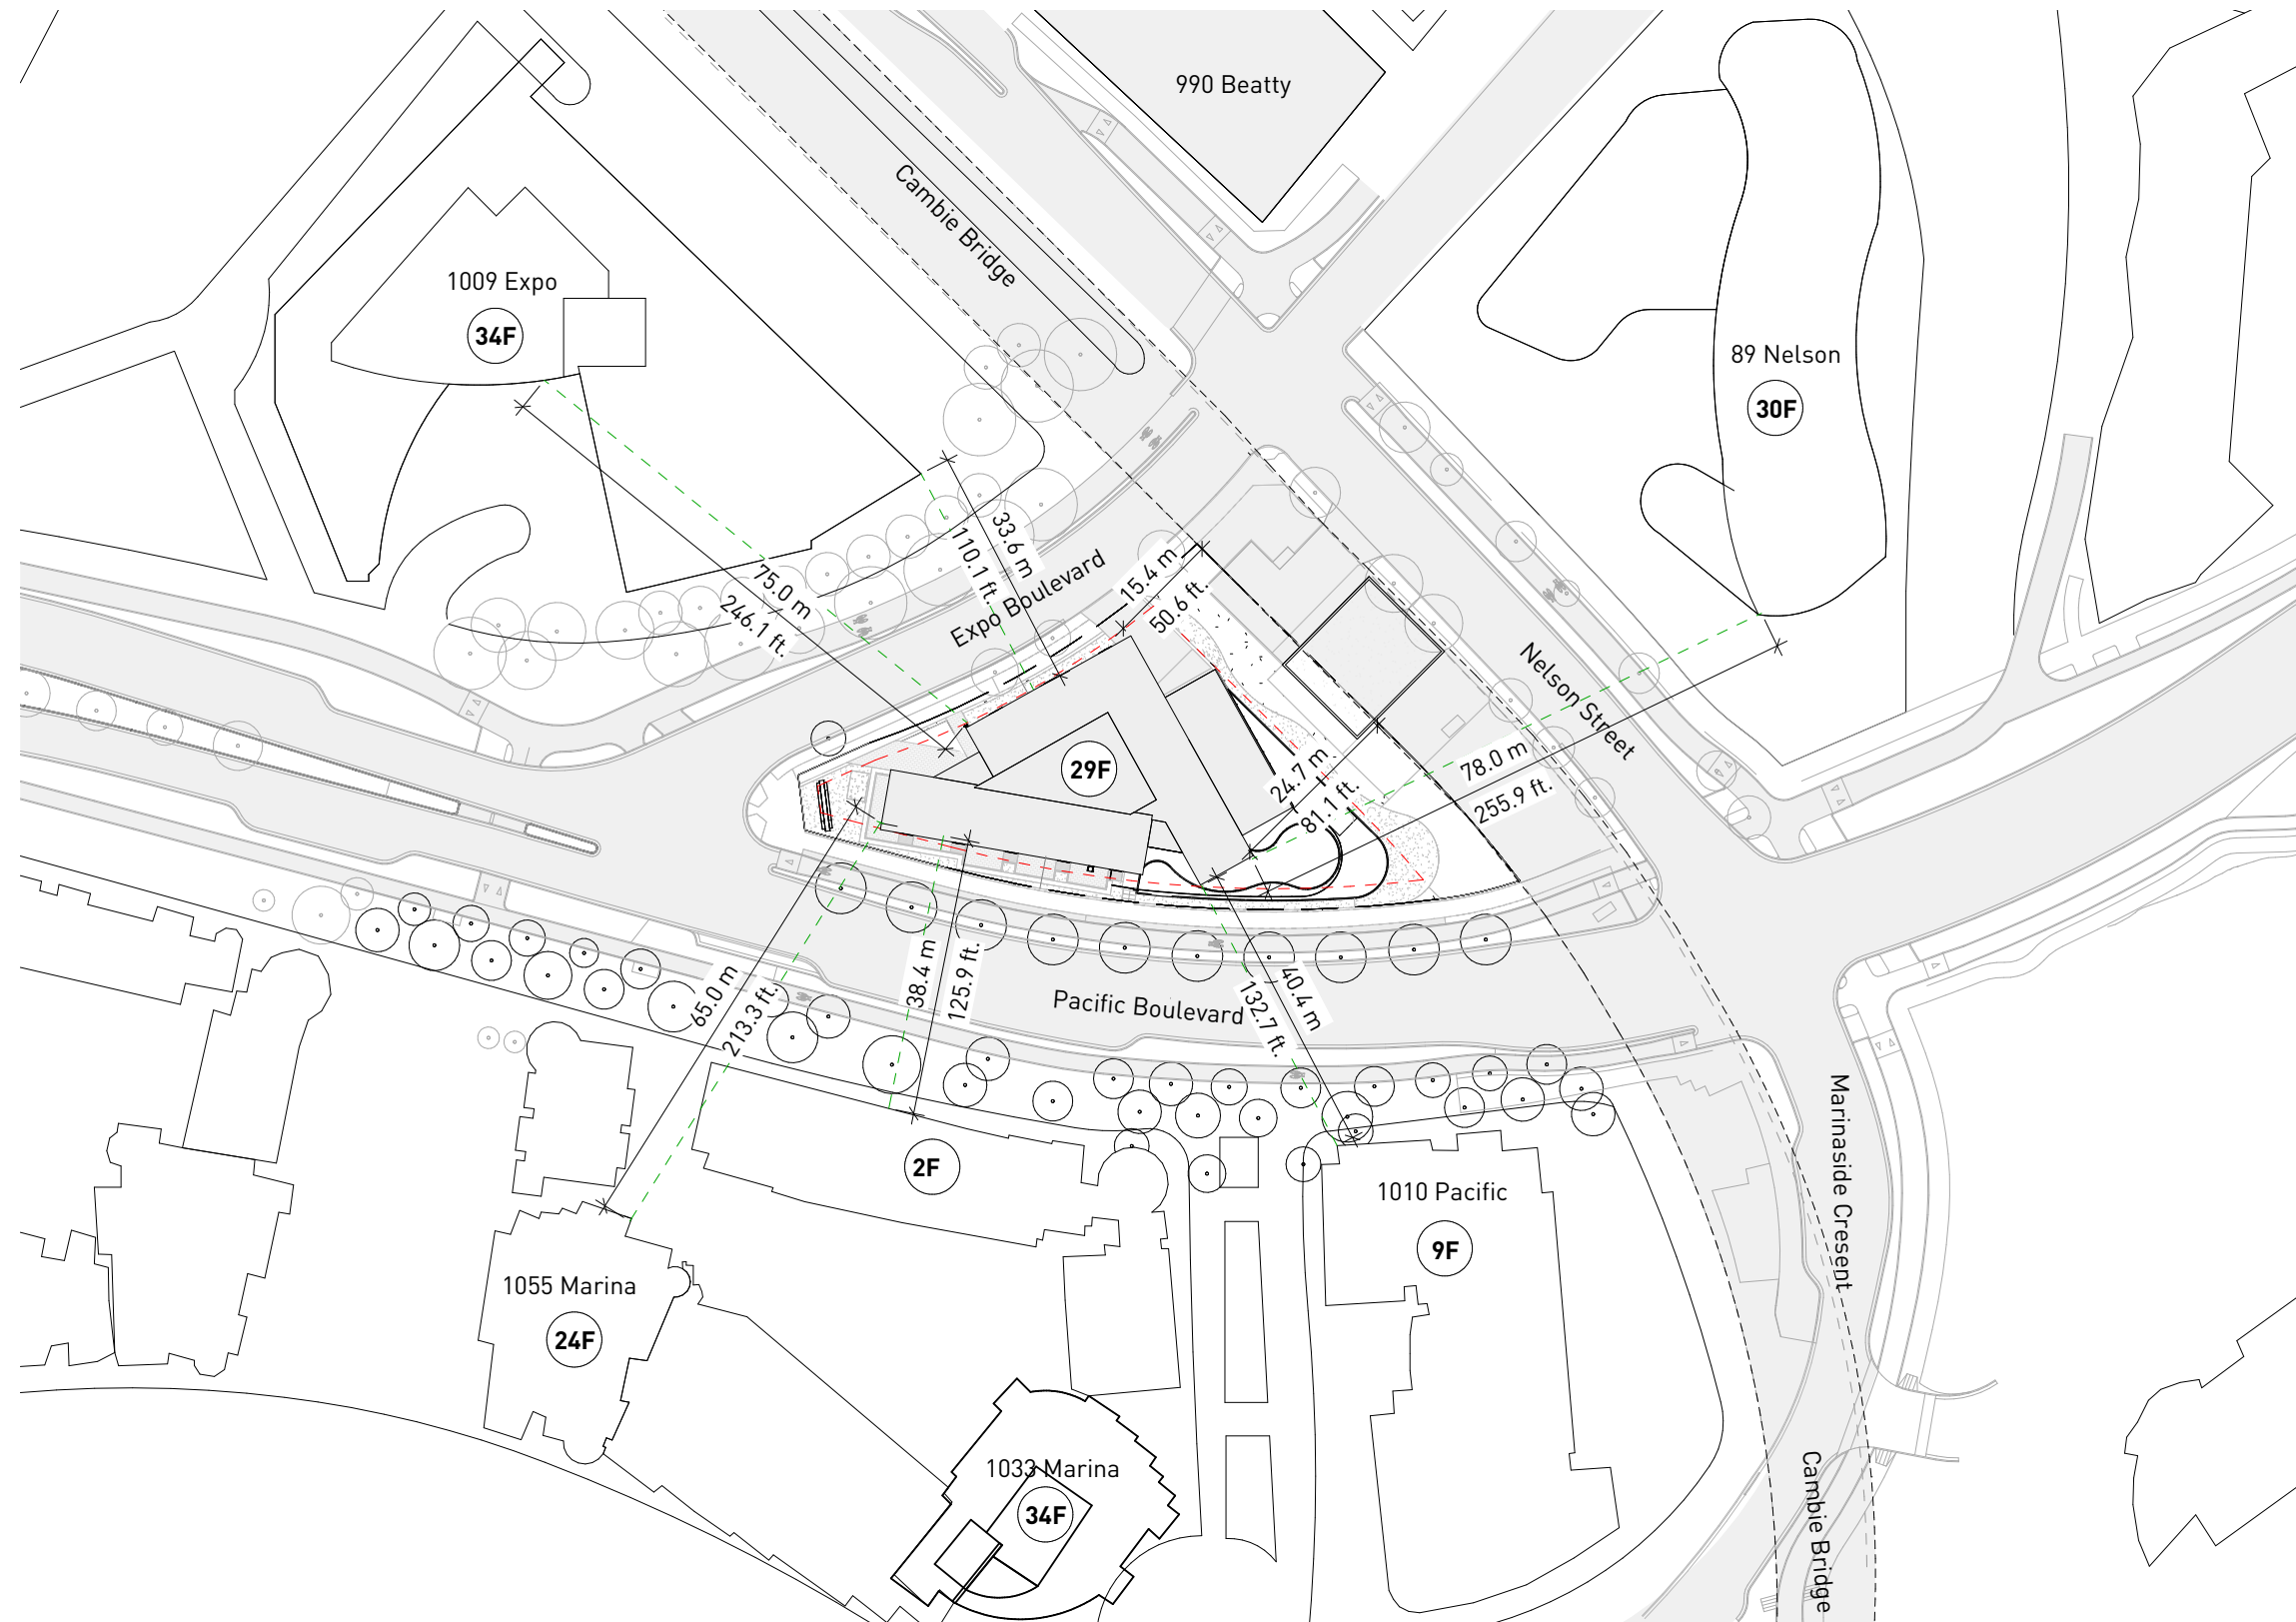 990 Beatty
Cambie Bridge
1009 Expo
34F
89 Nelson
30F
33.6 m
110.1 ft.
Expo Boulevard
15.4 m
50.6 ft.
75.0 m
246.1 ft.
Nelson Street
29F
24.7 m
81.1 ft.
78.0 m
255.9 ft.
65.0 m
213.3 ft.
38.4 m
125.9 ft.
40.4 m
132.7 ft.
Pacific Boulevard
Marinaside Cresent
2F
1010 Pacific
9F
1055 Marina
24F
1033 Marina
34F
Cambie Bridge